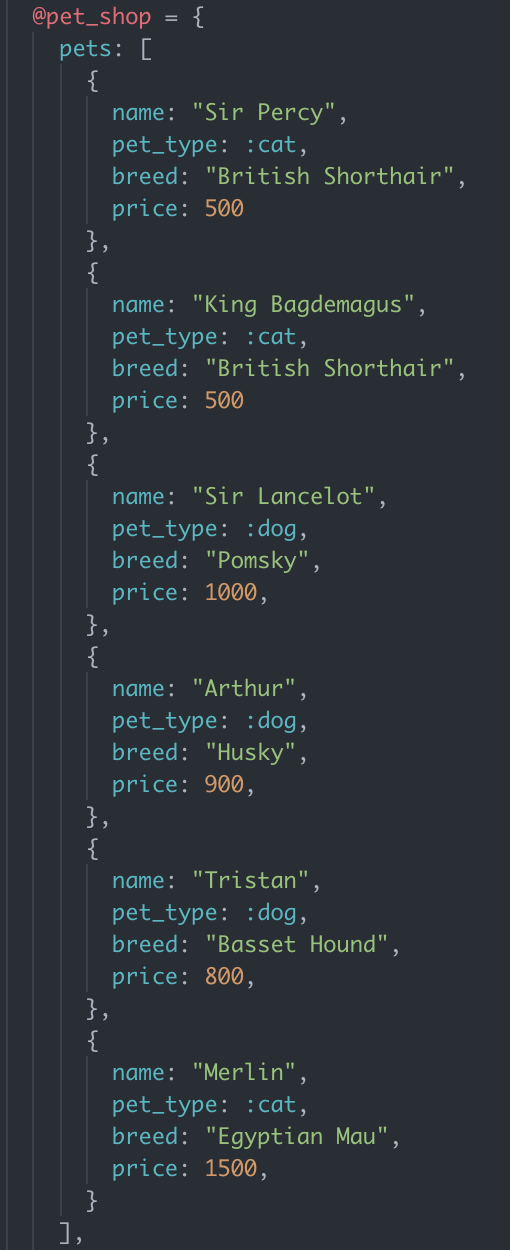 @pet_shop = {
pets: [
{
name: "Sir Percy",
pet_type: :cat,
breed: "British Shorthair",
price: 500
},
{
name: "King Bagdemagus",
pet_type: :cat,
breed: "British Shorthair",
price: 500
},
{
name: "Sir Lancelot",
pet_type: :dog,
breed: "Pomsky",
price: 1000,
},
{
name: "Arthur",
pet_type: :dog,
breed: "Husky",
price: 900,
},
{
name: "Tristan",
pet_type: :dog,
breed: "Basset Hound",
price: 800,
},
{
name: "Merlin",
pet_type: :cat,
breed: "Egyptian Mau",
price: 1500,
}
],